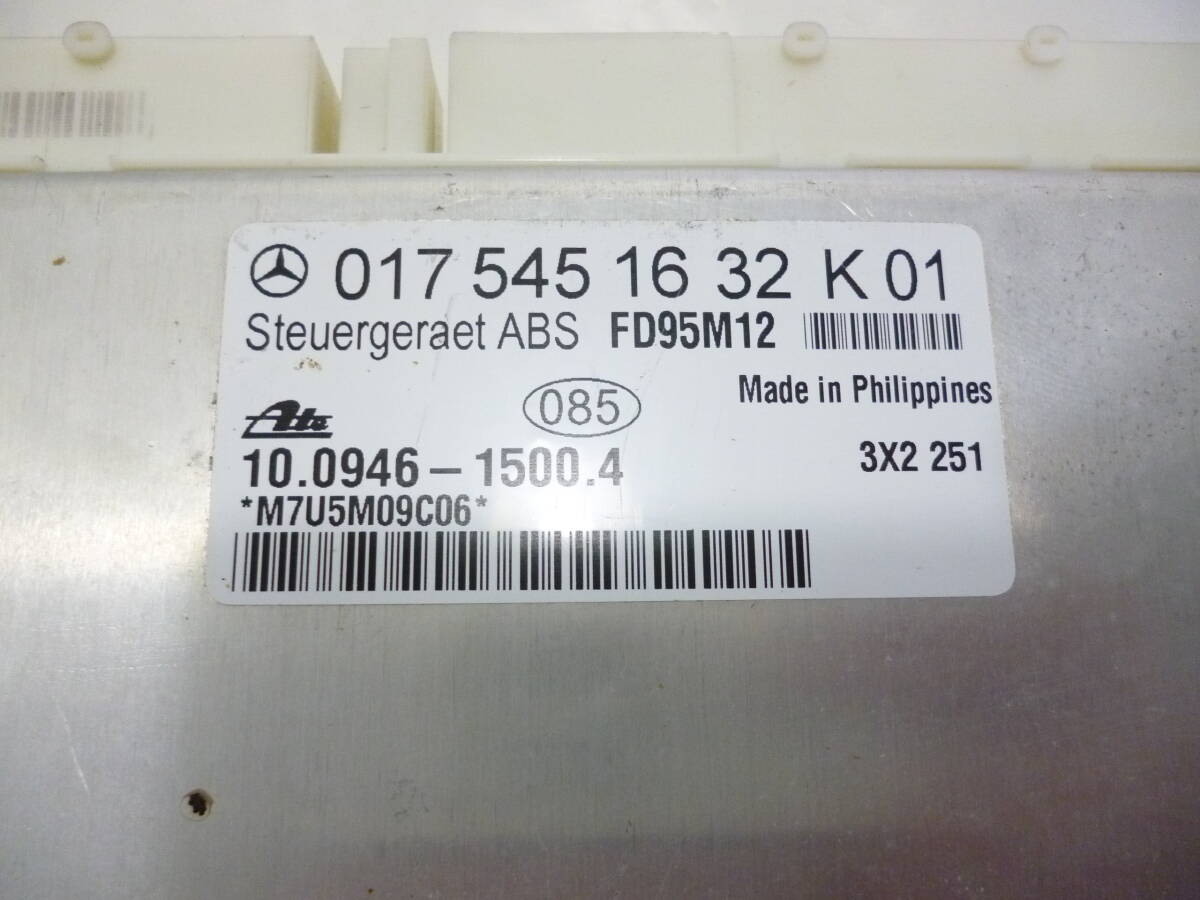 017 545 16 32 K 01
Steuergeraet ABS FD95M12
Made in Philippines
Ate 085
10.0946-1500.4 3X2 251
*M7U5M09C06*